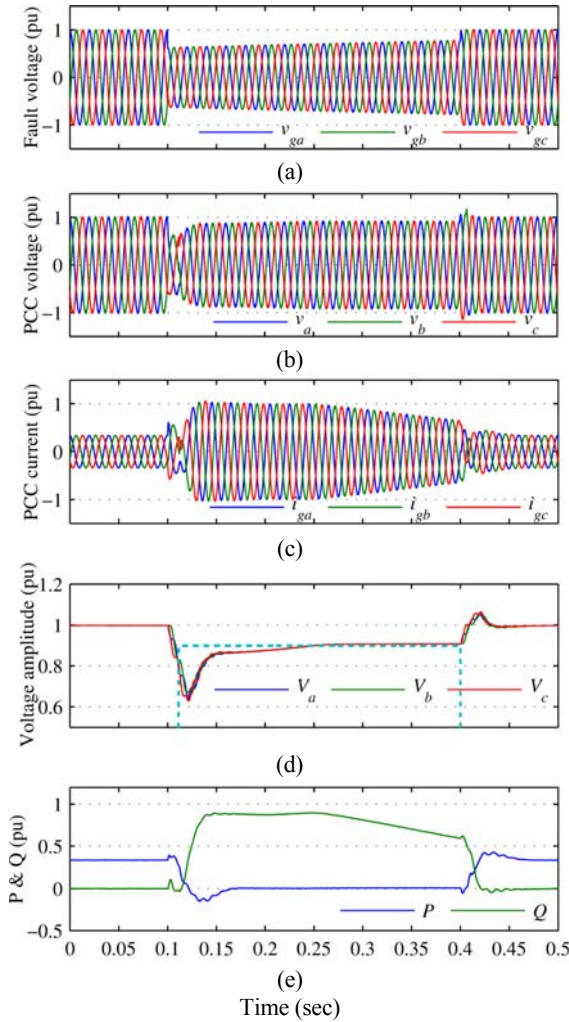 Fault voltage (pu)
1
0
−1
v_ga v_gb v_gc
(a)
PCC voltage (pu)
1
0
−1
v_a v_b v_c
(b)
PCC current (pu)
1
0
−1
i_ga i_gb i_gc
(c)
Voltage amplitude (pu)
1.2
1
0.8
0.6
V_a V_b V_c
(d)
P & Q (pu)
1
0.5
0
−0.5
P Q
0 0.05 0.1 0.15 0.2 0.25 0.3 0.35 0.4 0.45 0.5
(e)
Time (sec)